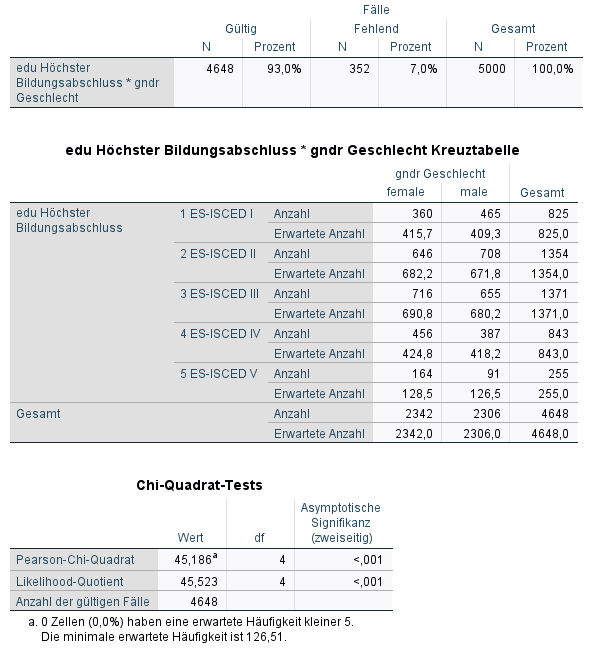 Fälle
Gültig Fehlend Gesamt
N Prozent N Prozent N Prozent
edu Höchster Bildungsabschluss * gndr Geschlecht 4648 93,0% 352 7,0% 5000 100,0%
edu Höchster Bildungsabschluss * gndr Geschlecht Kreuztabelle
gndr Geschlecht
female male Gesamt
edu Höchster Bildungsabschluss 1 ES-ISCED I Anzahl 360 465 825
Erwartete Anzahl 415,7 409,3 825,0
2 ES-ISCED II Anzahl 646 708 1354
Erwartete Anzahl 682,2 671,8 1354,0
3 ES-ISCED III Anzahl 716 655 1371
Erwartete Anzahl 690,8 680,2 1371,0
4 ES-ISCED IV Anzahl 456 387 843
Erwartete Anzahl 424,8 418,2 843,0
5 ES-ISCED V Anzahl 164 91 255
Erwartete Anzahl 128,5 126,5 255,0
Gesamt Anzahl 2342 2306 4648
Erwartete Anzahl 2342,0 2306,0 4648,0
Chi-Quadrat-Tests
Wert df Asymptotische Signifikanz (zweiseitig)
Pearson-Chi-Quadrat 45,186a 4 <,001
Likelihood-Quotient 45,523 4 <,001
Anzahl der gültigen Fälle 4648
a. 0 Zellen (0,0%) haben eine erwartete Häufigkeit kleiner 5.
Die minimale erwartete Häufigkeit ist 126,51.